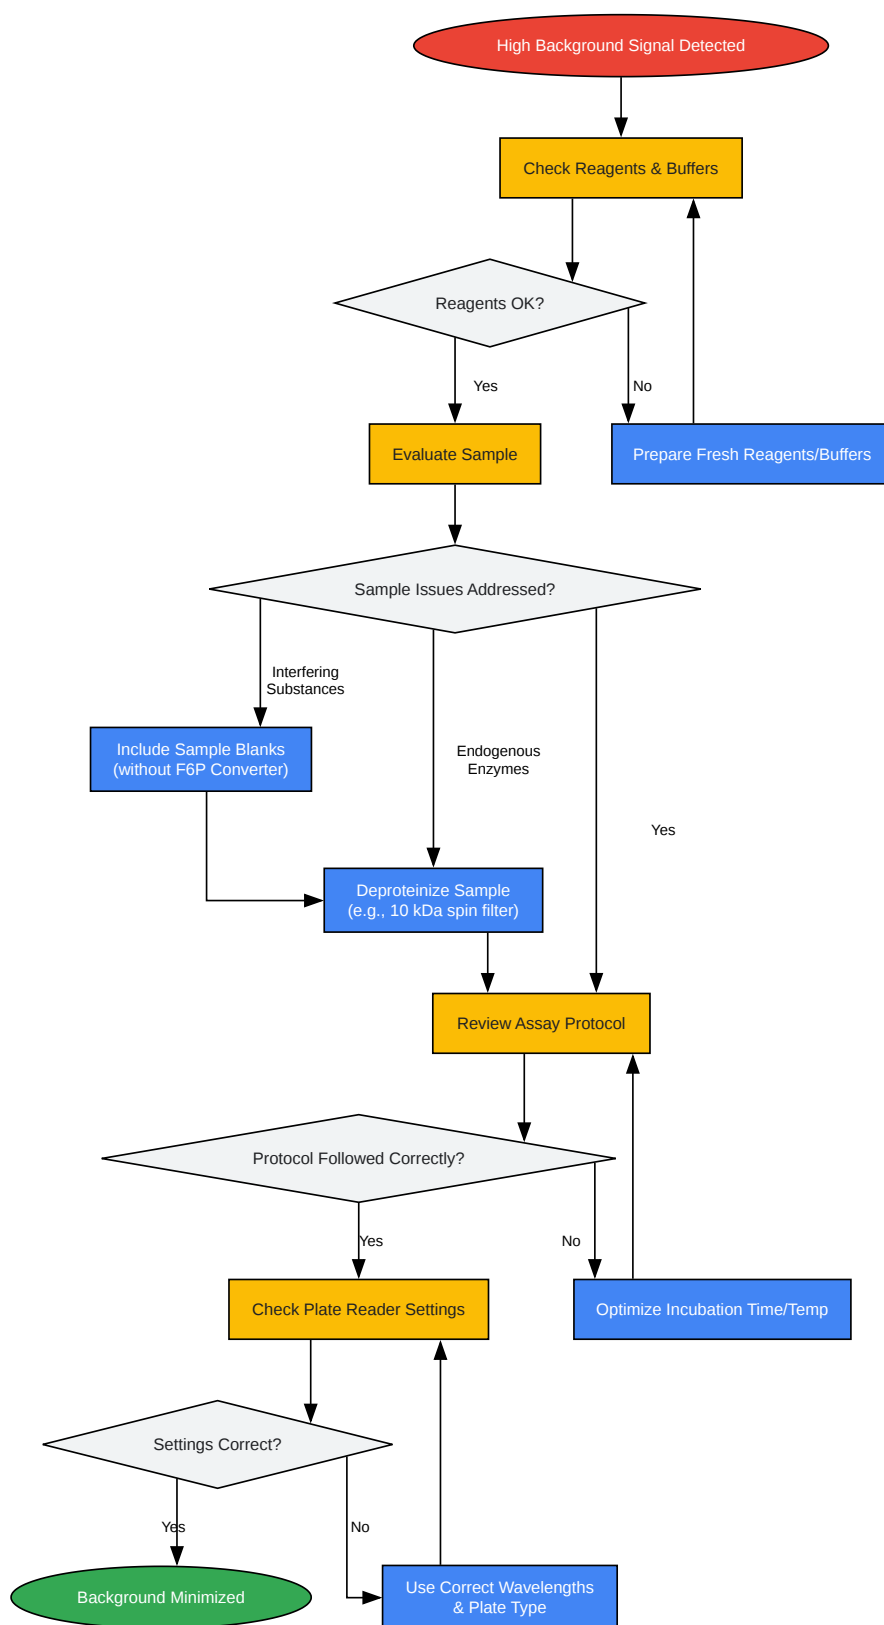 High Background Signal Detected
Check Reagents & Buffers
Reagents OK?
Yes
No
Evaluate Sample
Prepare Fresh Reagents/Buffers
Sample Issues Addressed?
Interfering
Substances
Include Sample Blanks
(without F6P Converter)
Endogenous
Enzymes
Yes
Deproteinize Sample
(e.g., 10 kDa spin filter)
Review Assay Protocol
Protocol Followed Correctly?
Yes
No
Check Plate Reader Settings
Optimize Incubation Time/Temp
Settings Correct?
Yes
No
Background Minimized
Use Correct Wavelengths
& Plate Type